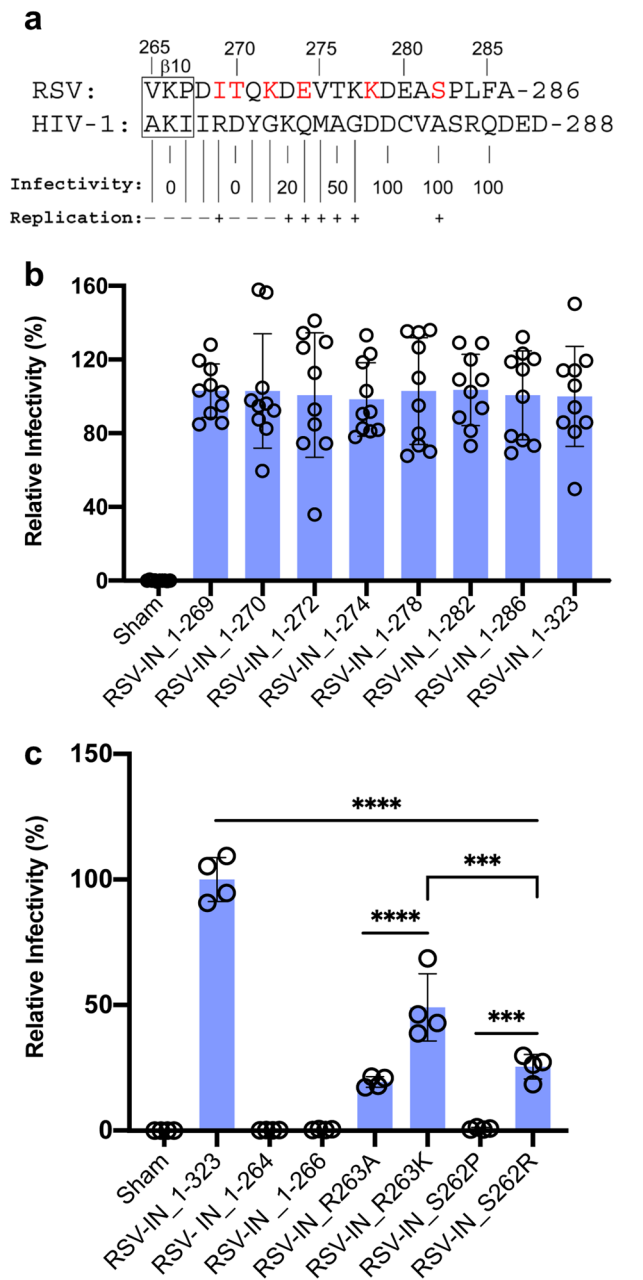 a
265 270 275 280 285
β10
RSV: VKPDITQKDEVTKKDEASPLFA-286
HIV-1: AKIIRDYGKQMAGDDCVASRQDED-288
Infectivity: 0 0 20 50 100 100 100
Replication: - - - - + - - - + + + + + +
b
Relative Infectivity (%)
160
120
80
40
0
Sham
RSV-IN_1-269
RSV-IN_1-270
RSV-IN_1-272
RSV-IN_1-274
RSV-IN_1-278
RSV-IN_1-282
RSV-IN_1-286
RSV-IN_1-323
c
Relative Infectivity (%)
150
100
50
0
****
***
****
***
Sham
RSV-IN_1-323
RSV- IN_1-264
RSV-IN_1-266
RSV-IN_R263A
RSV-IN_R263K
RSV-IN_S262P
RSV-IN_S262R